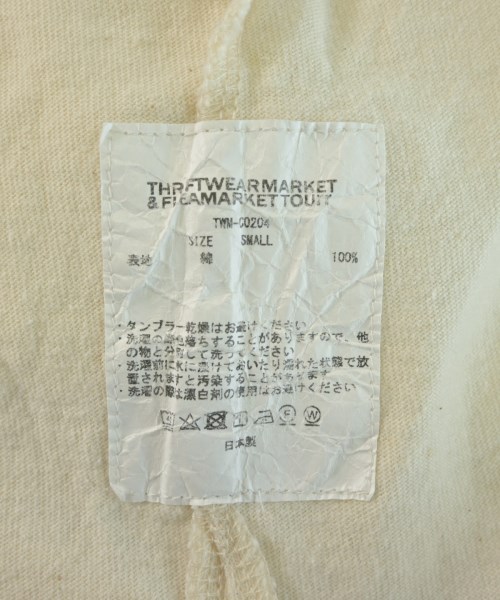 THRIFTWEARMARKET
& FLEAMARKETTOUIT
TWM-C0204
SIZE SMALL
表地 綿 100%
・タンブラー乾燥はお避けください
・洗濯の際色落ちすることがありますので、他
の物と分けして洗ってください
・洗濯前に水に漬けておいたり濡れた状態で放
置されますと汚染することがあります
・洗濯の際は漂白剤の使用はお避けください
F W
日本製